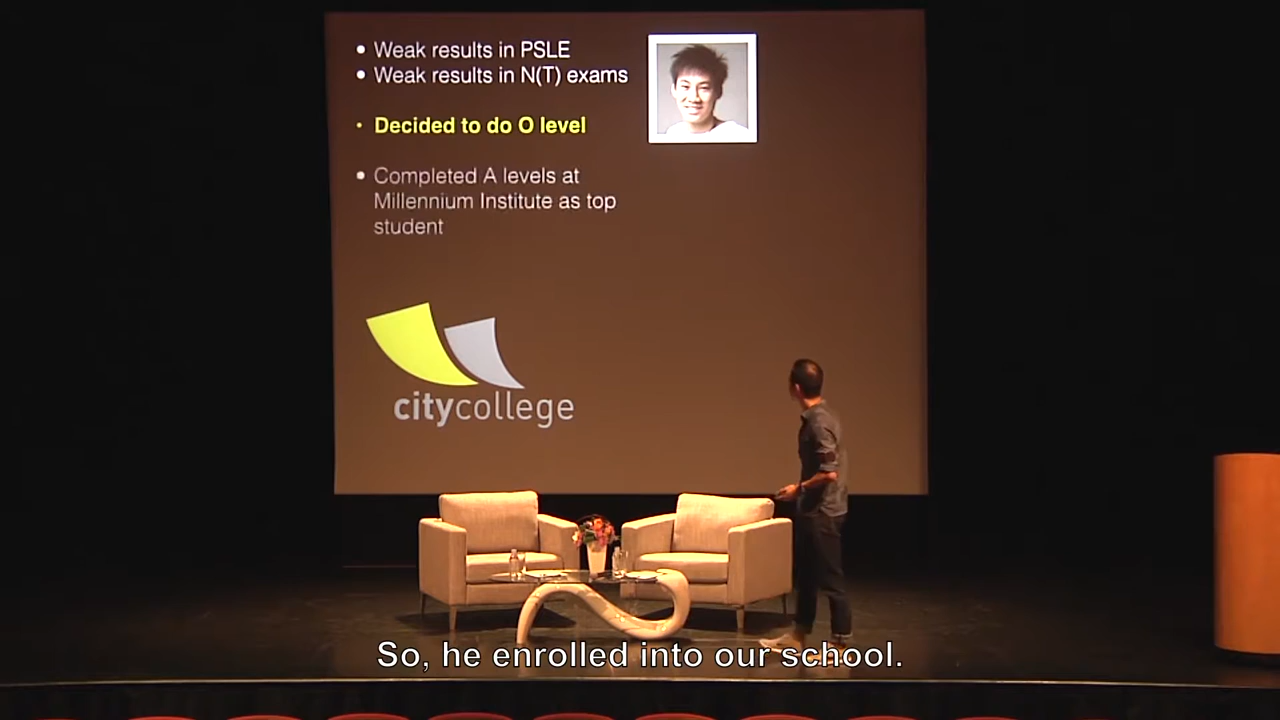 • Weak results in PSLE
• Weak results in N(T) exams
• Decided to do O level
• Completed A levels at
Millennium Institute as top
student
citycollege
So, he enrolled into our school.